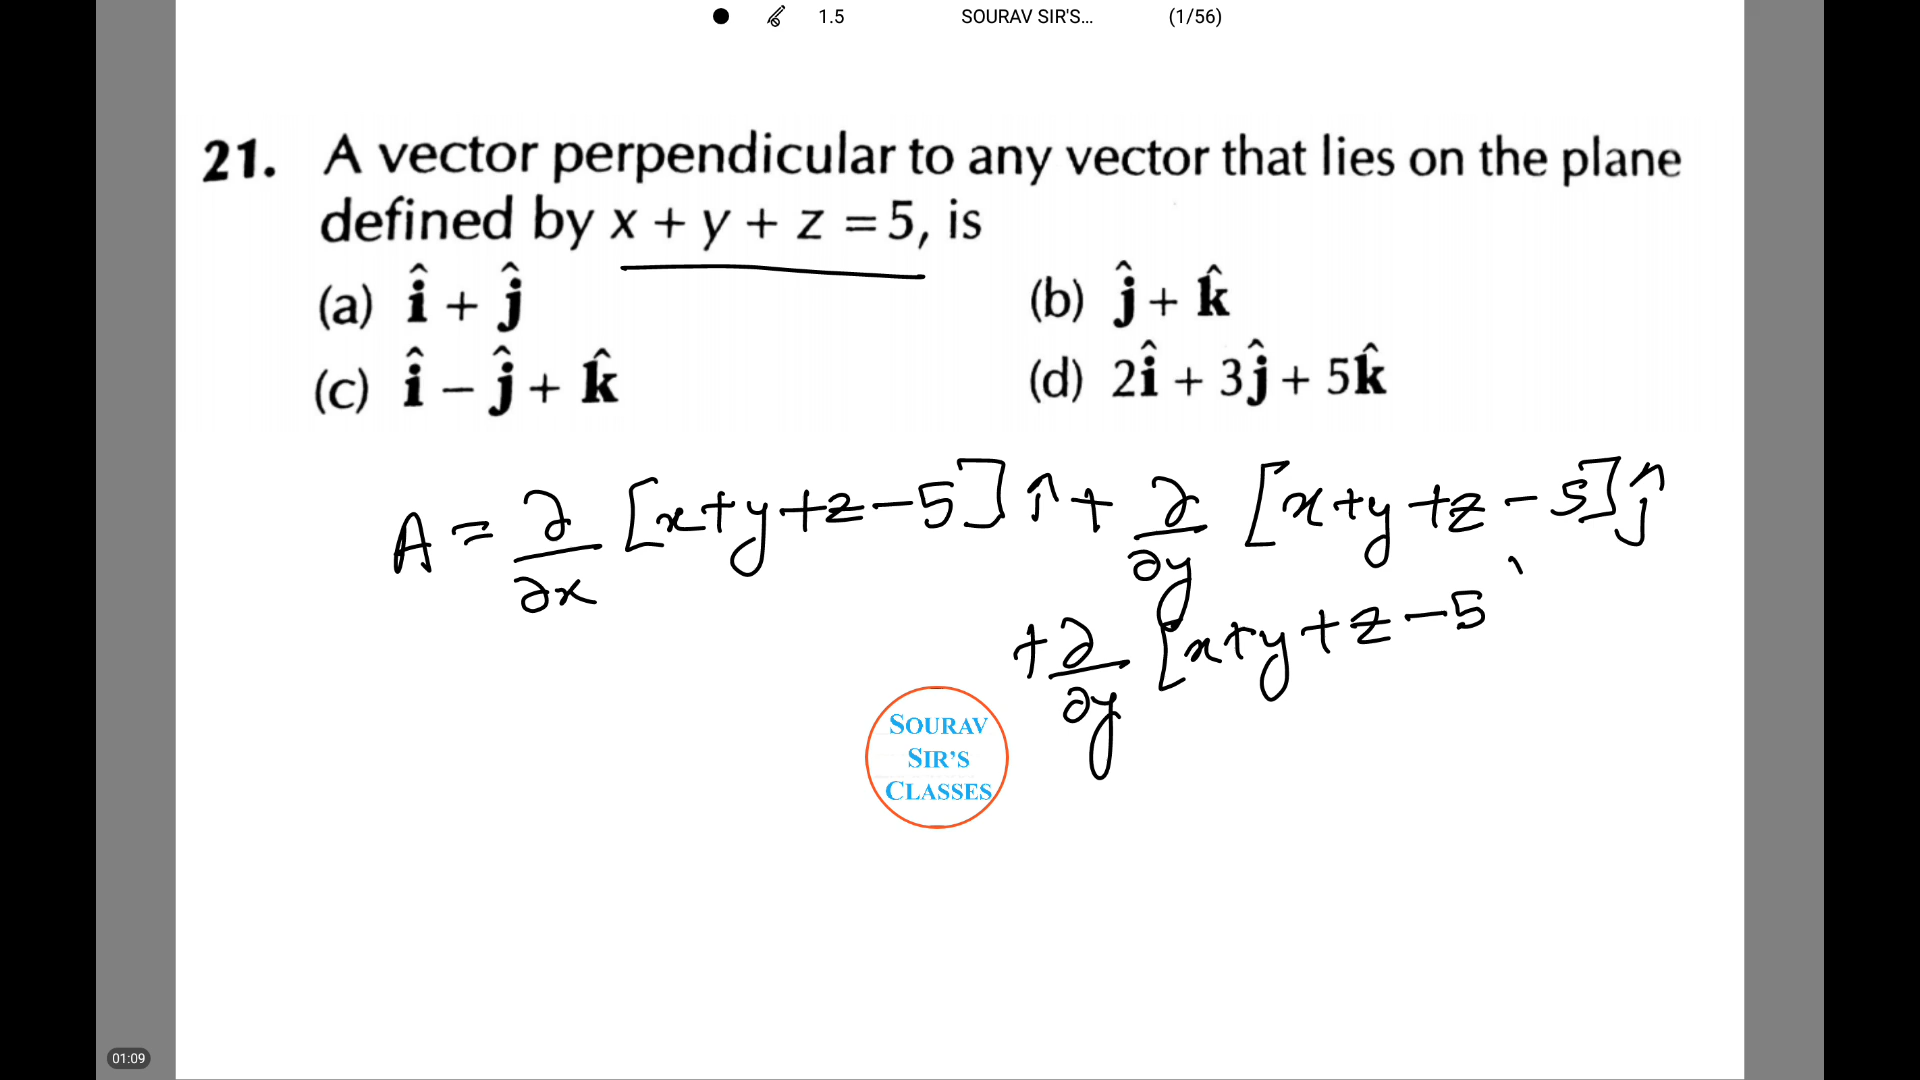 1.5 SOURAV SIR'S... (1/56)
21. A vector perpendicular to any vector that lies on the plane
defined by x + y + z = 5, is
(a) î + ĵ (b) ĵ + k̂
(c) î – ĵ + k̂ (d) 2î + 3ĵ + 5k̂
A = ∂/∂x [x+y+z-5] î + ∂/∂y [x+y+z-5] ĵ
+ ∂/∂y [x+y+z-5
SOURAV
SIR'S
CLASSES
01:09